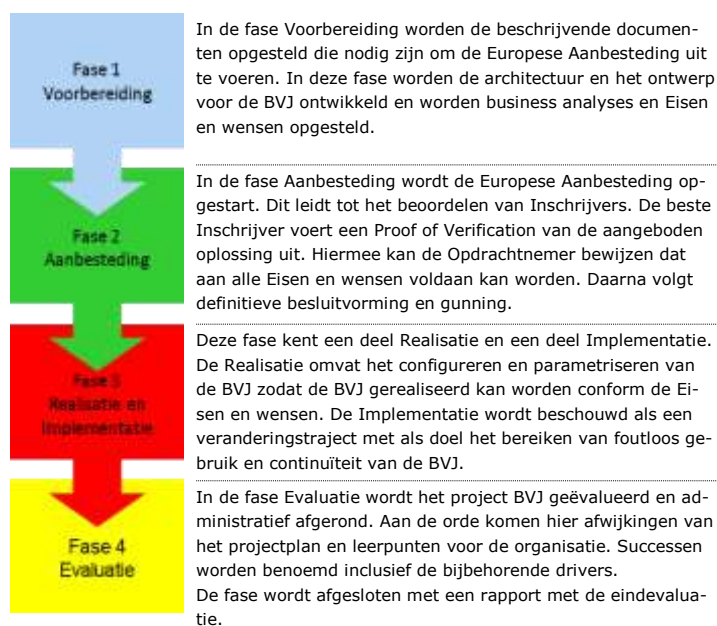 Fase 1
Voorbereiding
In de fase Voorbereiding worden de beschrijvende documen-
ten opgesteld die nodig zijn om de Europese Aanbesteding uit
te voeren. In deze fase worden de architectuur en het ontwerp
voor de BVJ ontwikkeld en worden business analyses en Eisen
en wensen opgesteld.
Fase 2
Aanbesteding
In de fase Aanbesteding wordt de Europese Aanbesteding op-
gestart. Dit leidt tot het beoordelen van Inschrijvers. De beste
Inschrijver voert een Proof of Verification van de aangeboden
oplossing uit. Hiermee kan de Opdrachtnemer bewijzen dat
aan alle Eisen en wensen voldaan kan worden. Daarna volgt
definitieve besluitvorming en gunning.
Fase 3
Realisatie en
Implementatie
Deze fase kent een deel Realisatie en een deel Implementatie.
De Realisatie omvat het configureren en parametriseren van
de BVJ zodat de BVJ gerealiseerd kan worden conform de Ei-
sen en wensen. De Implementatie wordt beschouwd als een
veranderingstraject met als doel het bereiken van foutloos ge-
bruik en continuïteit van de BVJ.
Fase 4
Evaluatie
In de fase Evaluatie wordt het project BVJ geëvalueerd en ad-
ministratief afgerond. Aan de orde komen hier afwijkingen van
het projectplan en leerpunten voor de organisatie. Successen
worden benoemd inclusief de bijbehorende drivers.
De fase wordt afgesloten met een rapport met de eindevalua-
tie.